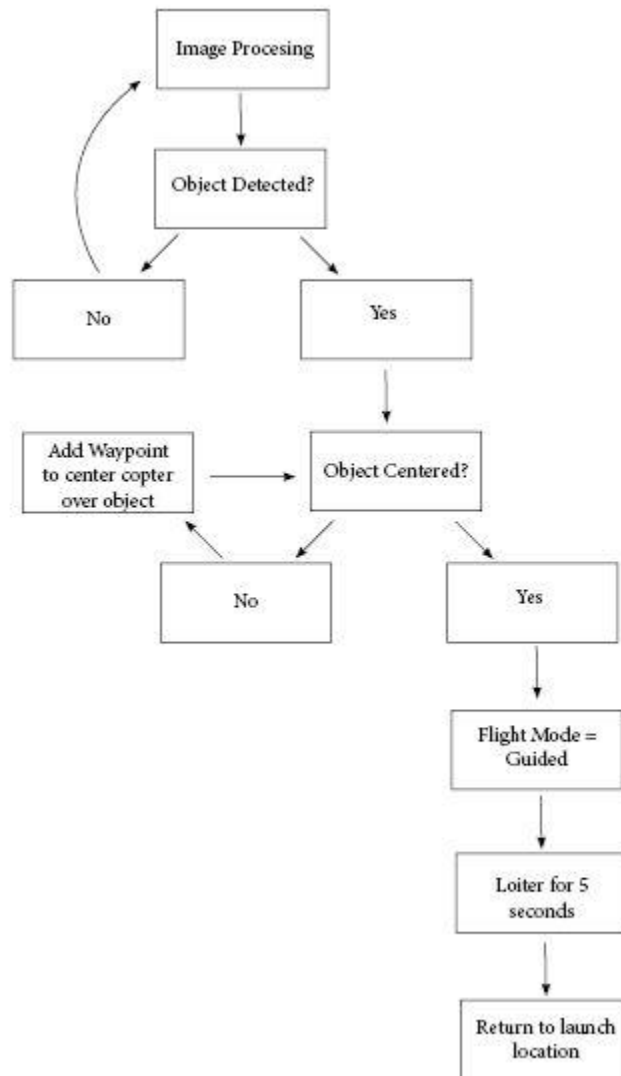 Image Procesing
Object Detected?
No
Yes
Add Waypoint
to center copter
over object
Object Centered?
No
Yes
Flight Mode =
Guided
Loiter for 5
seconds
Return to launch
location